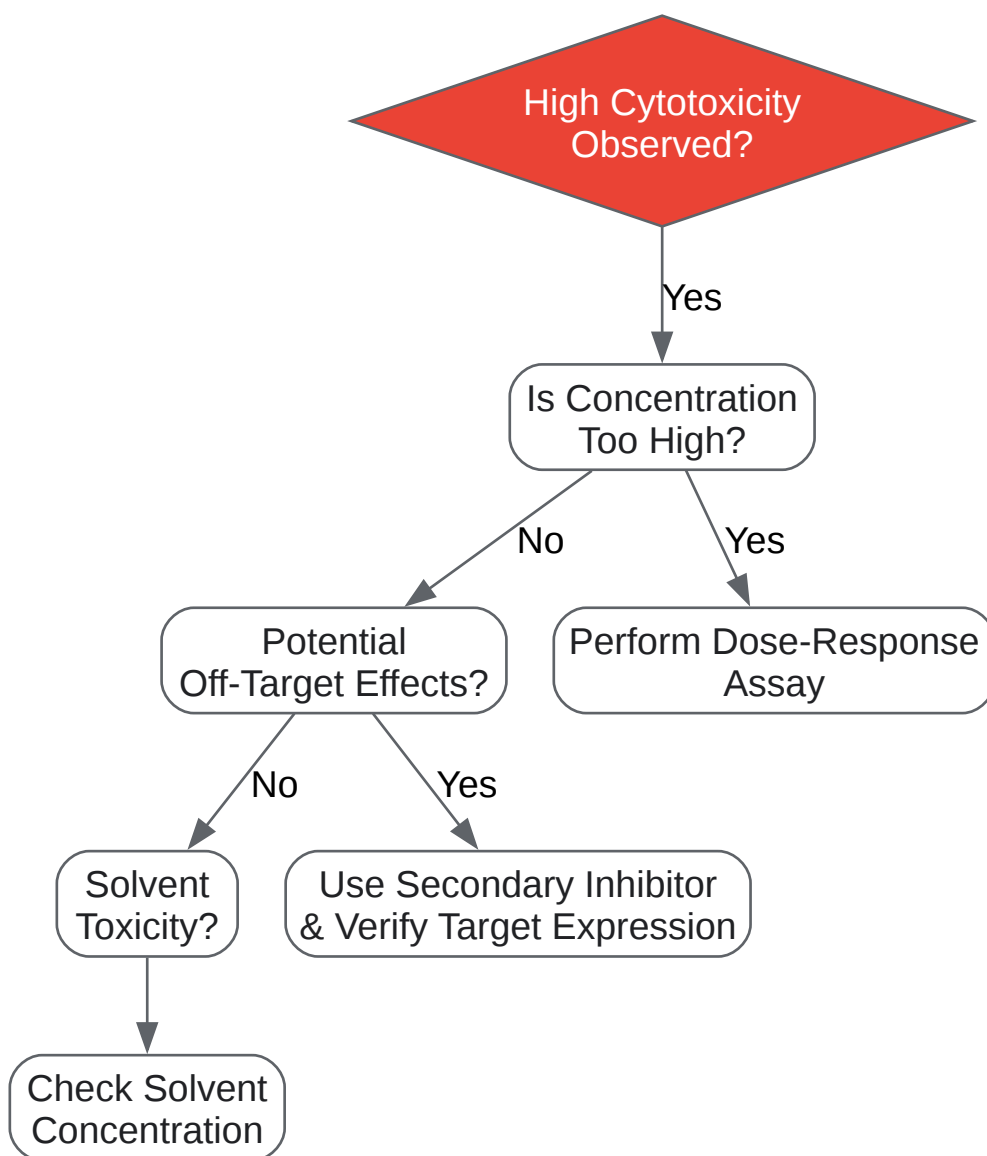 High Cytotoxicity
Observed?
Yes
Is Concentration
Too High?
No
Yes
Potential
Off-Target Effects?
Perform Dose-Response
Assay
No
Yes
Solvent
Toxicity?
Use Secondary Inhibitor
& Verify Target Expression
Check Solvent
Concentration